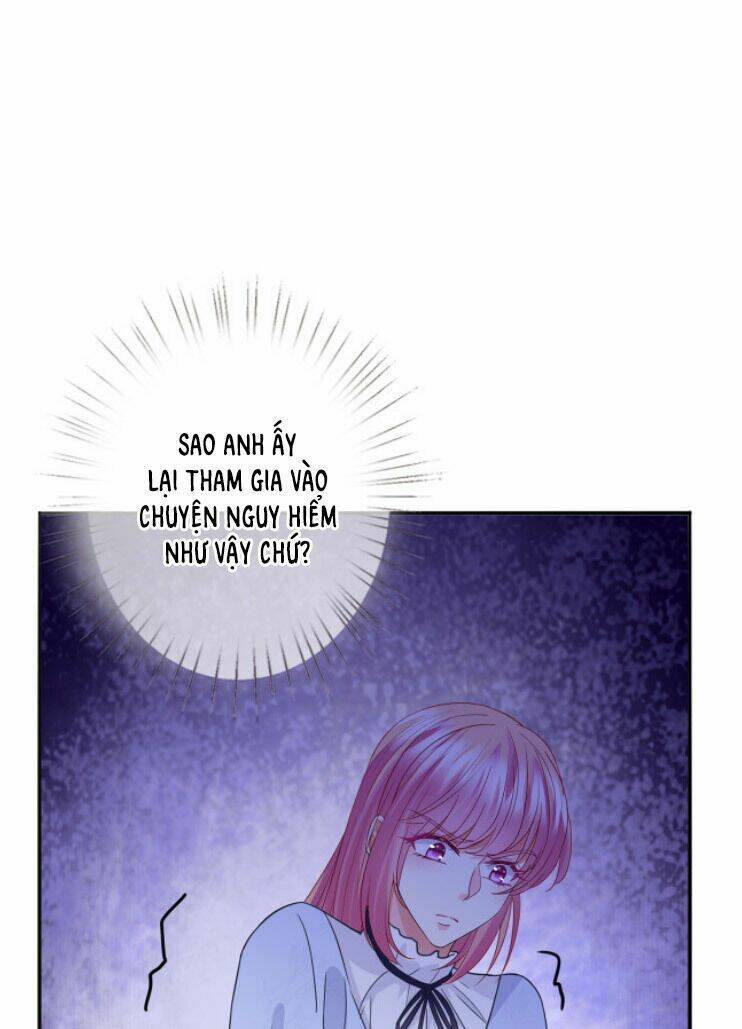 SAO ANH ẤY
LẠI THAM GIA VÀO
CHUYỆN NGUY HIỂM
NHƯ VẬY CHỨ?